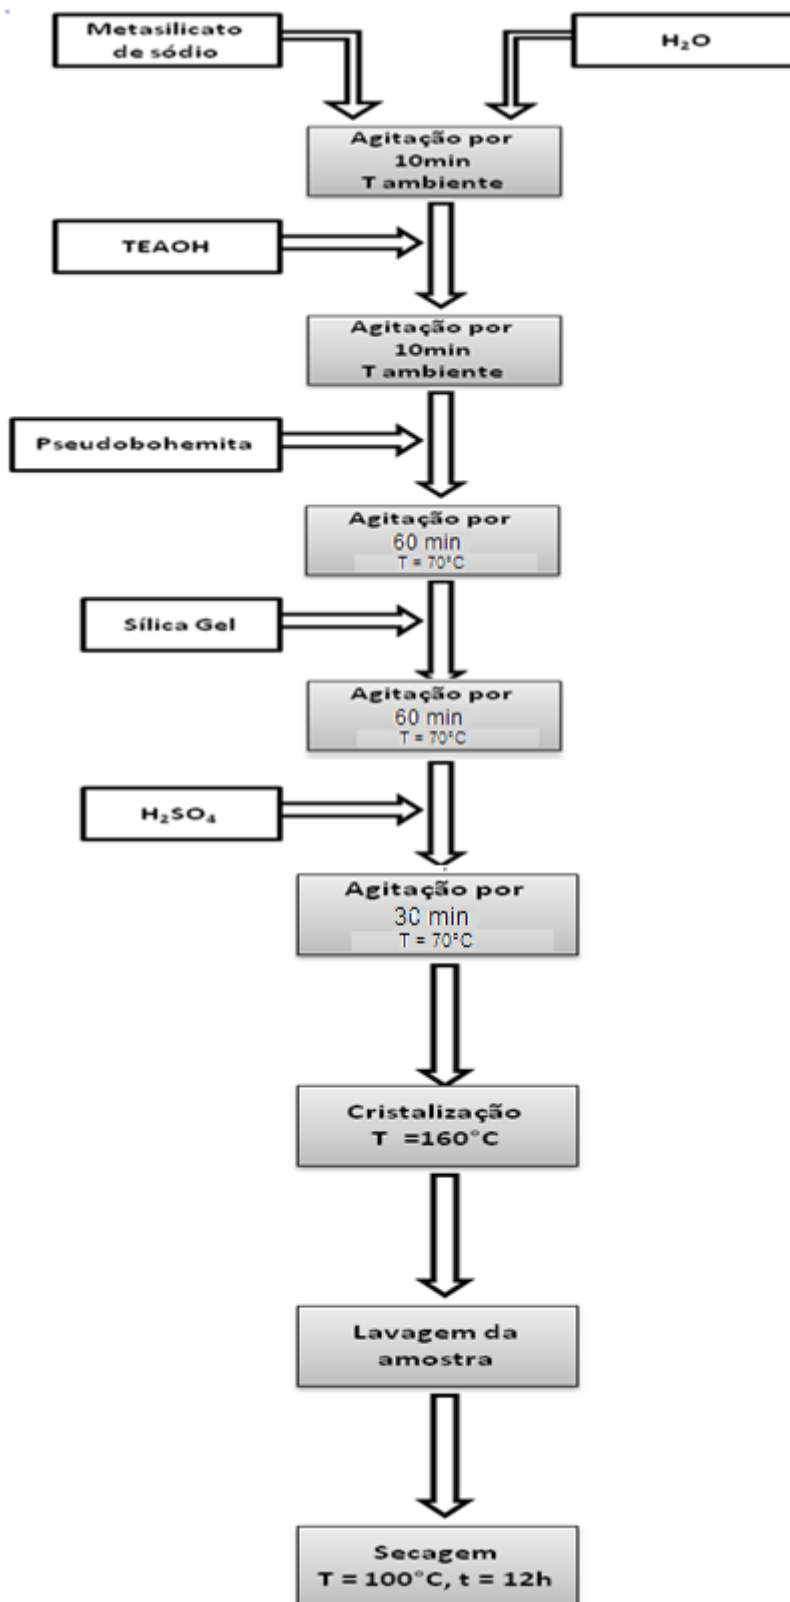 Metasilicato
de sódio
H₂O
Agitação por
10min
T ambiente
TEAOH
Agitação por
10min
T ambiente
Pseudobohemita
Agitação por
60 min
T = 70°C
Sílica Gel
Agitação por
60 min
T = 70°C
H₂SO₄
Agitação por
30 min
T = 70°C
Cristalização
T =160°C
Lavagem da
amostra
Secagem
T = 100°C, t = 12h